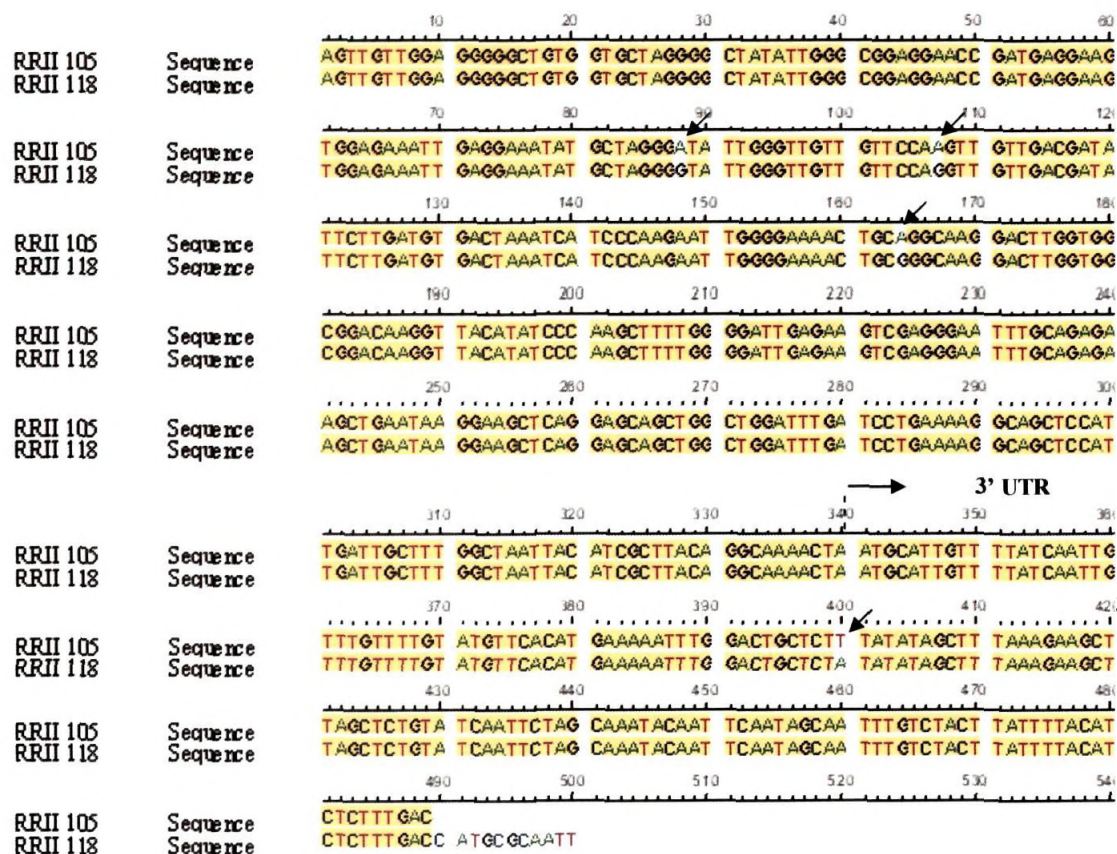 10 20 30 40 50 60
RRII 105 Sequence AGTTGTTGGA GGGGGCTGTG GTGCTAGGGG CTATATTGGG CGGAGGAACC GATGAGGAAG
RRII 118 Sequence AGTTGTTGGA GGGGGCTGTG GTGCTAGGGG CTATATTGGG CGGAGGAACC GATGAGGAAG
70 80 90 100 110 120
RRII 105 Sequence TGGAGAAATT GAGGAAATAT GCTAGGGATA TTGGGTTGTT GTTCCAAGTT GTTGACGATA
RRII 118 Sequence TGGAGAAATT GAGGAAATAT GCTAGGGGTA TTGGGTTGTT GTTCCAGGTT GTTGACGATA
130 140 150 160 170 180
RRII 105 Sequence TTCTTGATGT GACTAAATCA TCCCAAGAAT TGGGGAAAAC TGCAGGCAAG GACTTGGTGG
RRII 118 Sequence TTCTTGATGT GACTAAATCA TCCCAAGAAT TGGGGAAAAC TGCGGGCAAG GACTTGGTGG
190 200 210 220 230 240
RRII 105 Sequence CGGACAAGGT TACATATCCC AAGCTTTTGG GGATTGAGAA GTCGAGGGAA TTTGCAGAGA
RRII 118 Sequence CGGACAAGGT TACATATCCC AAGCTTTTGG GGATTGAGAA GTCGAGGGAA TTTGCAGAGA
250 260 270 280 290 300
RRII 105 Sequence AGCTGAATAA GGAAGCTCAG GAGCAGCTGG CTGGATTTGA TCCTGAAAAG GCAGCTCCAT
RRII 118 Sequence AGCTGAATAA GGAAGCTCAG GAGCAGCTGG CTGGATTTGA TCCTGAAAAG GCAGCTCCAT
3' UTR
310 320 330 340 350 360
RRII 105 Sequence TGATTGCTTT GGCTAATTAC ATCGCTTACA GGCAAAACTA ATGCATTGTT TTATCAATTG
RRII 118 Sequence TGATTGCTTT GGCTAATTAC ATCGCTTACA GGCAAAACTA ATGCATTGTT TTATCAATTG
370 380 390 400 410 420
RRII 105 Sequence TTTGTTTTGT ATGTTCACAT GAAAAATTTG GACTGCTCTT TATATAGCTT TAAAGAAGCT
RRII 118 Sequence TTTGTTTTGT ATGTTCACAT GAAAAATTTG GACTGCTCTA TATATAGCTT TAAAGAAGCT
430 440 450 460 470 480
RRII 105 Sequence TAGCTCTGTA TCAATTCTAG CAAATACAAT TCAATAGCAA TTTGTCTACT TATTTTACAT
RRII 118 Sequence TAGCTCTGTA TCAATTCTAG CAAATACAAT TCAATAGCAA TTTGTCTACT TATTTTACAT
490 500 510 520 530 540
RRII 105 Sequence CTCTTTGAC
RRII 118 Sequence CTCTTTGACC ATGCGCAATT